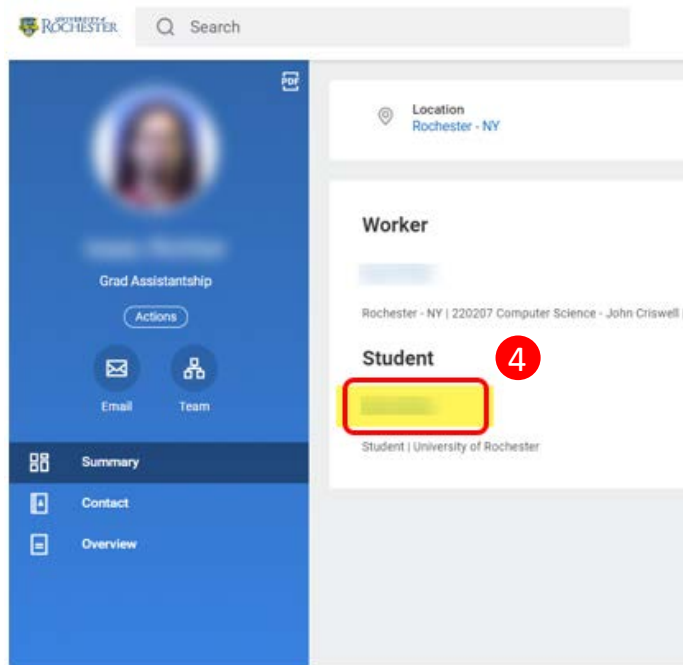 UNIVERSITY of
ROCHESTER
Search
PDF
Location
Rochester - NY
Grad Assistantship
Actions
Email Team
Summary
Contact
Overview
Worker
Rochester - NY | 220207 Computer Science - John Criswell |
Student
4
Student | University of Rochester